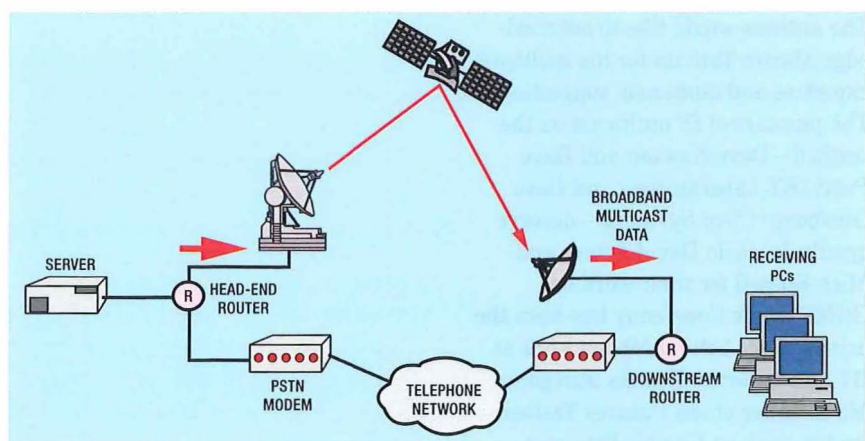 BROADBAND
MULTICAST
DATA
RECEIVING
PCs
SERVER
R
HEAD-END
ROUTER
PSTN
MODEM
TELEPHONE
NETWORK
R
DOWNSTREAM
ROUTER